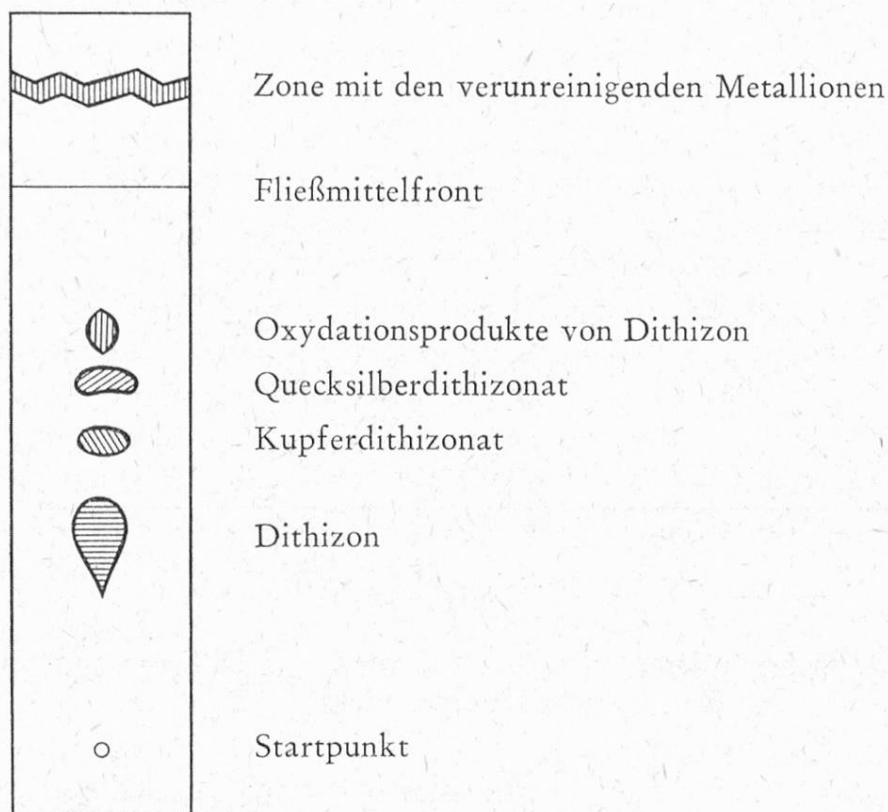 Zone mit den verunreinigenden Metallionen
Fließmittelfront
Oxydationsprodukte von Dithizon
Quecksilberdithizonat
Kupferdithizonat
Dithizon
Startpunkt